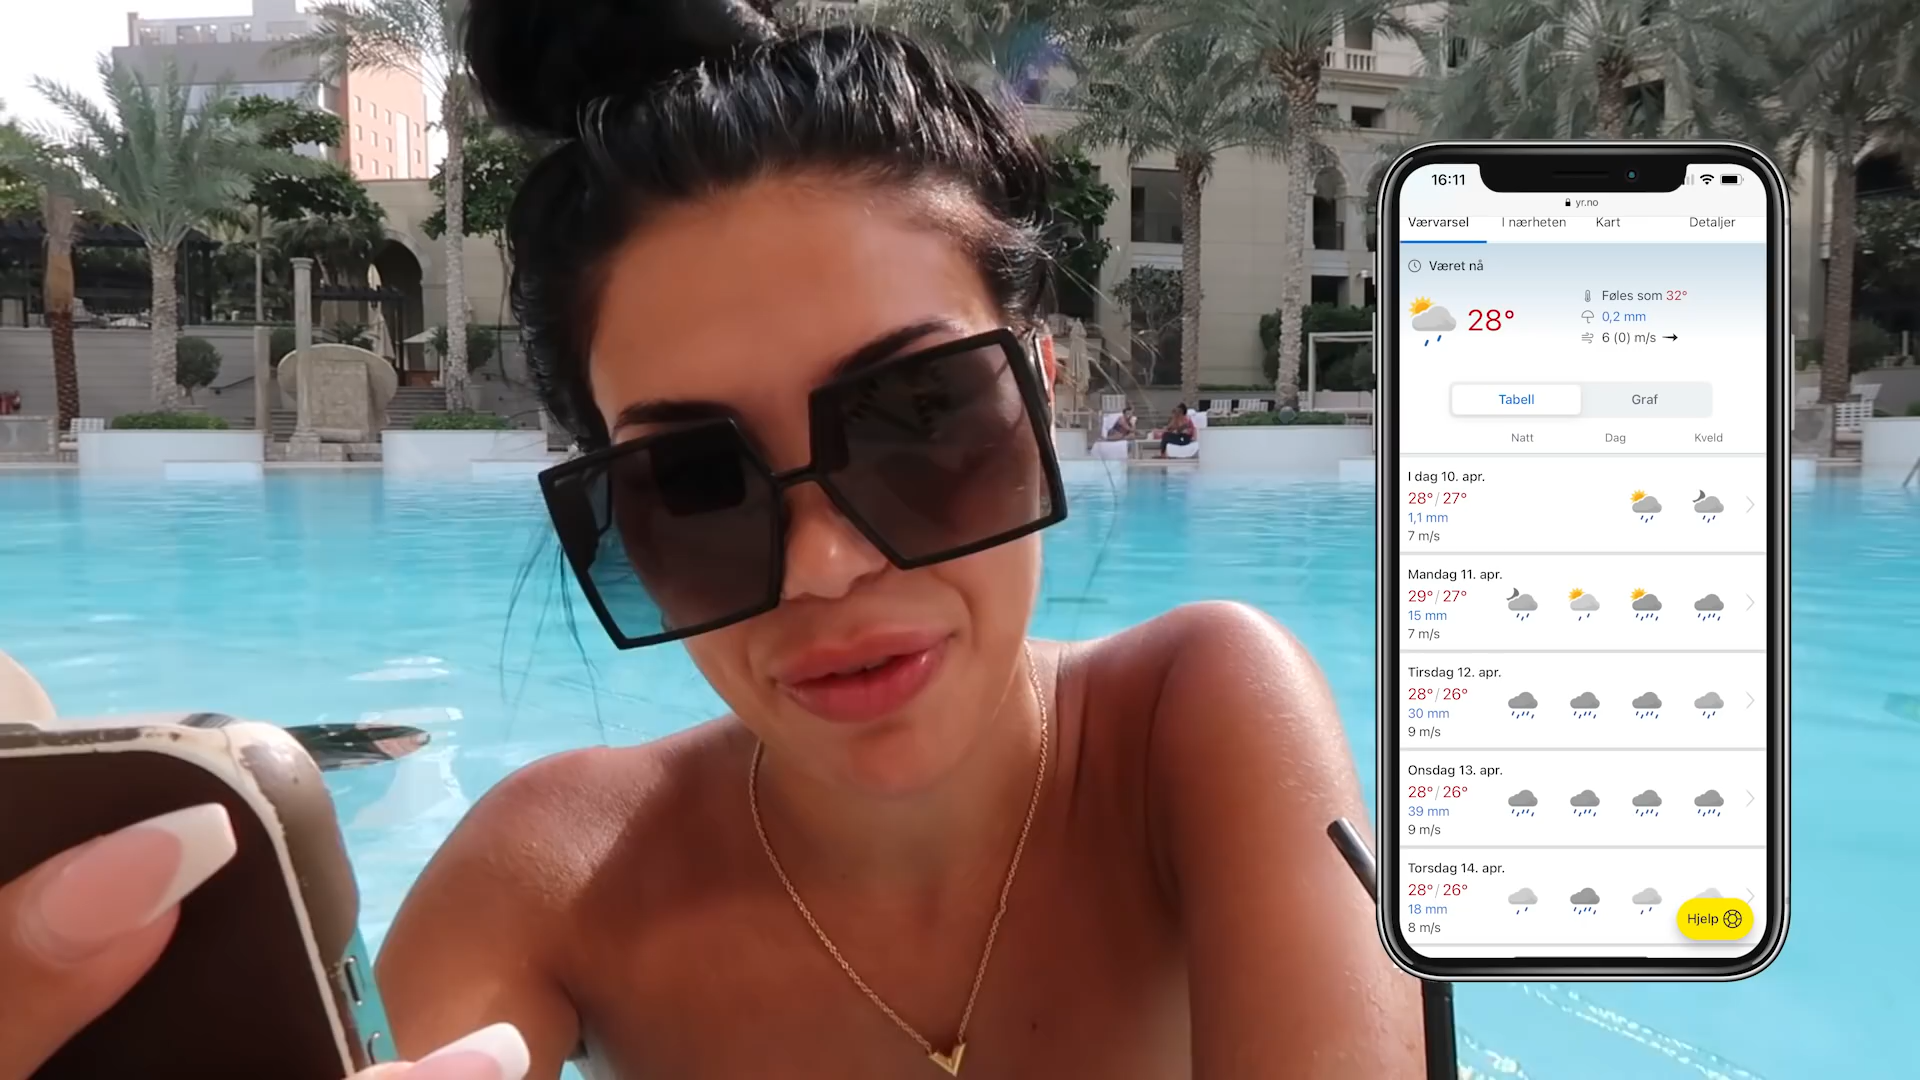 16:11
yr.no
Værvarsel I nærheten Kart Detaljer
Været nå
28°
Føles som 32°
0,2 mm
6 (0) m/s
Tabell Graf
Natt Dag Kveld
I dag 10. apr.
28°/27°
1,1 mm
7 m/s
Mandag 11. apr.
29°/27°
15 mm
7 m/s
Tirsdag 12. apr.
28°/26°
30 mm
9 m/s
Onsdag 13. apr.
28°/26°
39 mm
9 m/s
Torsdag 14. apr.
28°/26°
18 mm
8 m/s
Hjelp